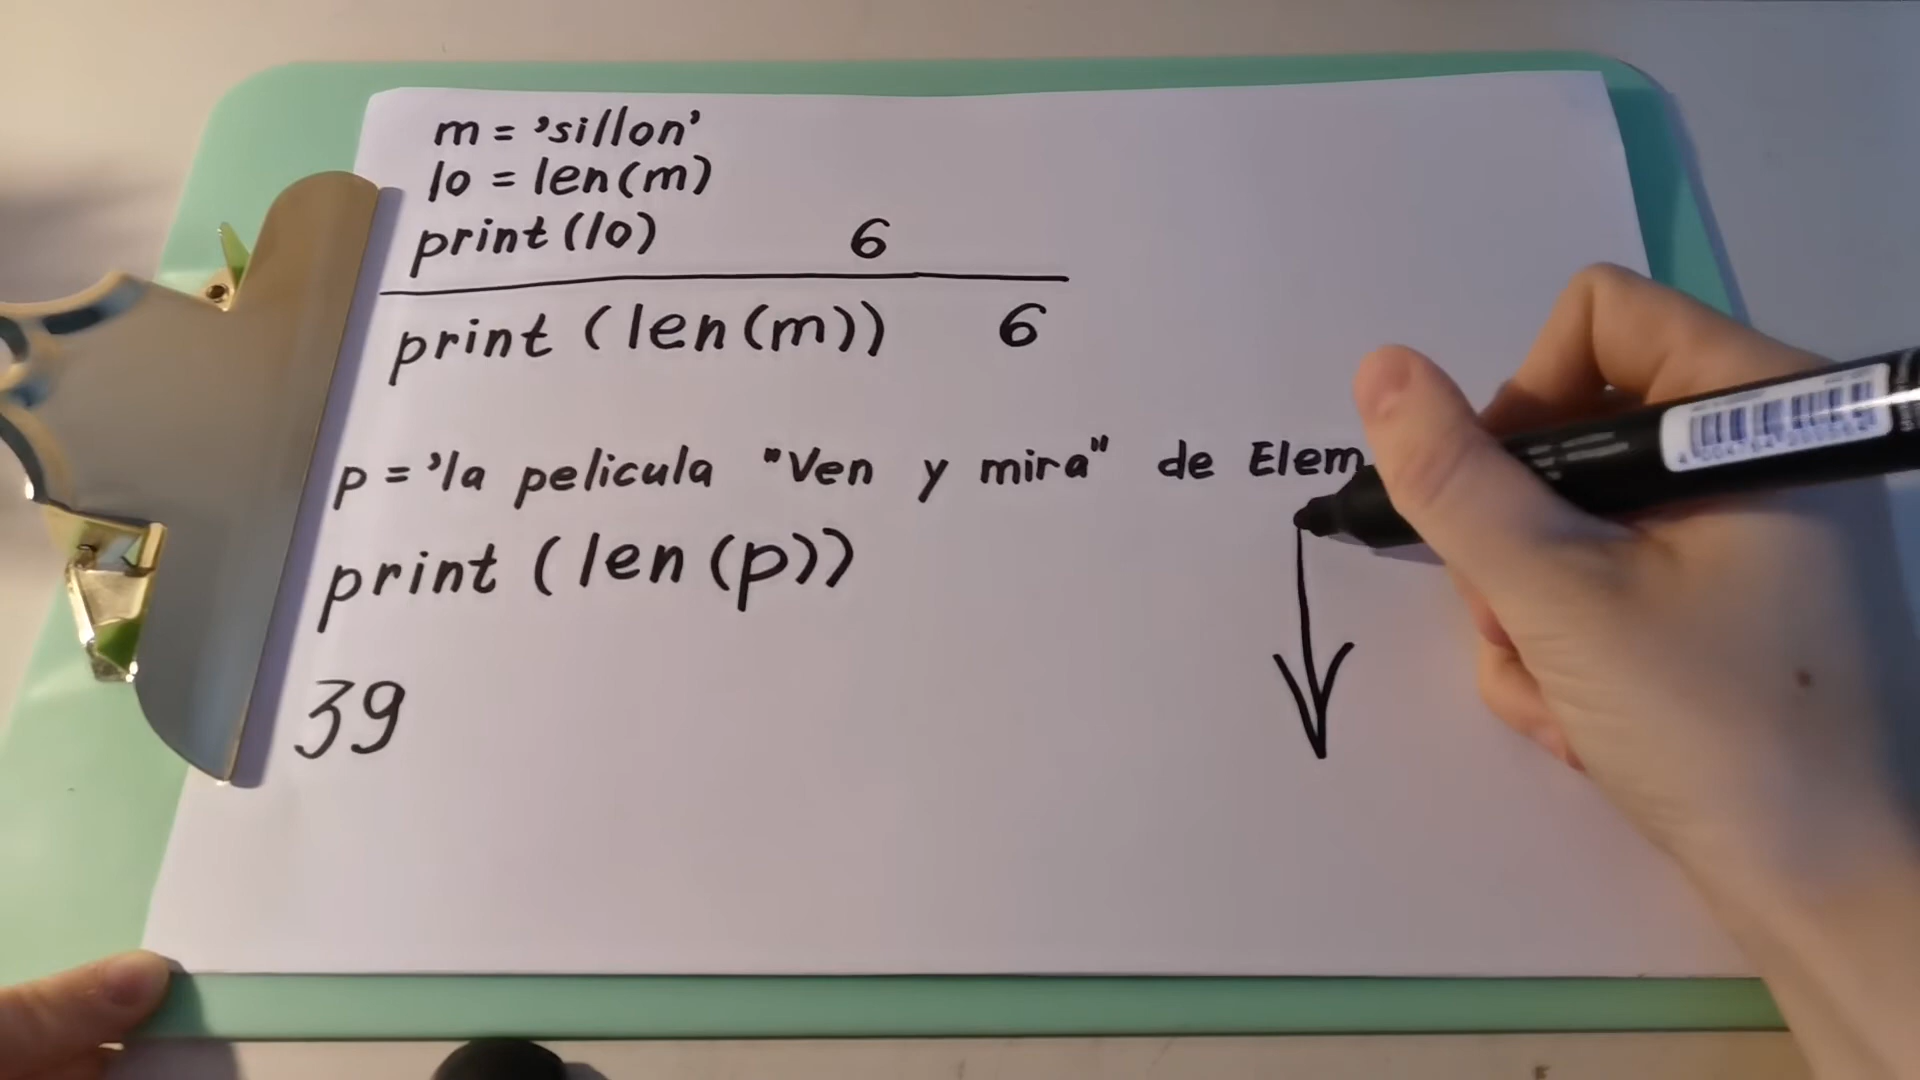 m = 'sillon'
lo = len(m)
print(lo) 6
print (len(m)) 6
p = 'la pelicula "Ven y mira" de Elem
print (len(p))
39